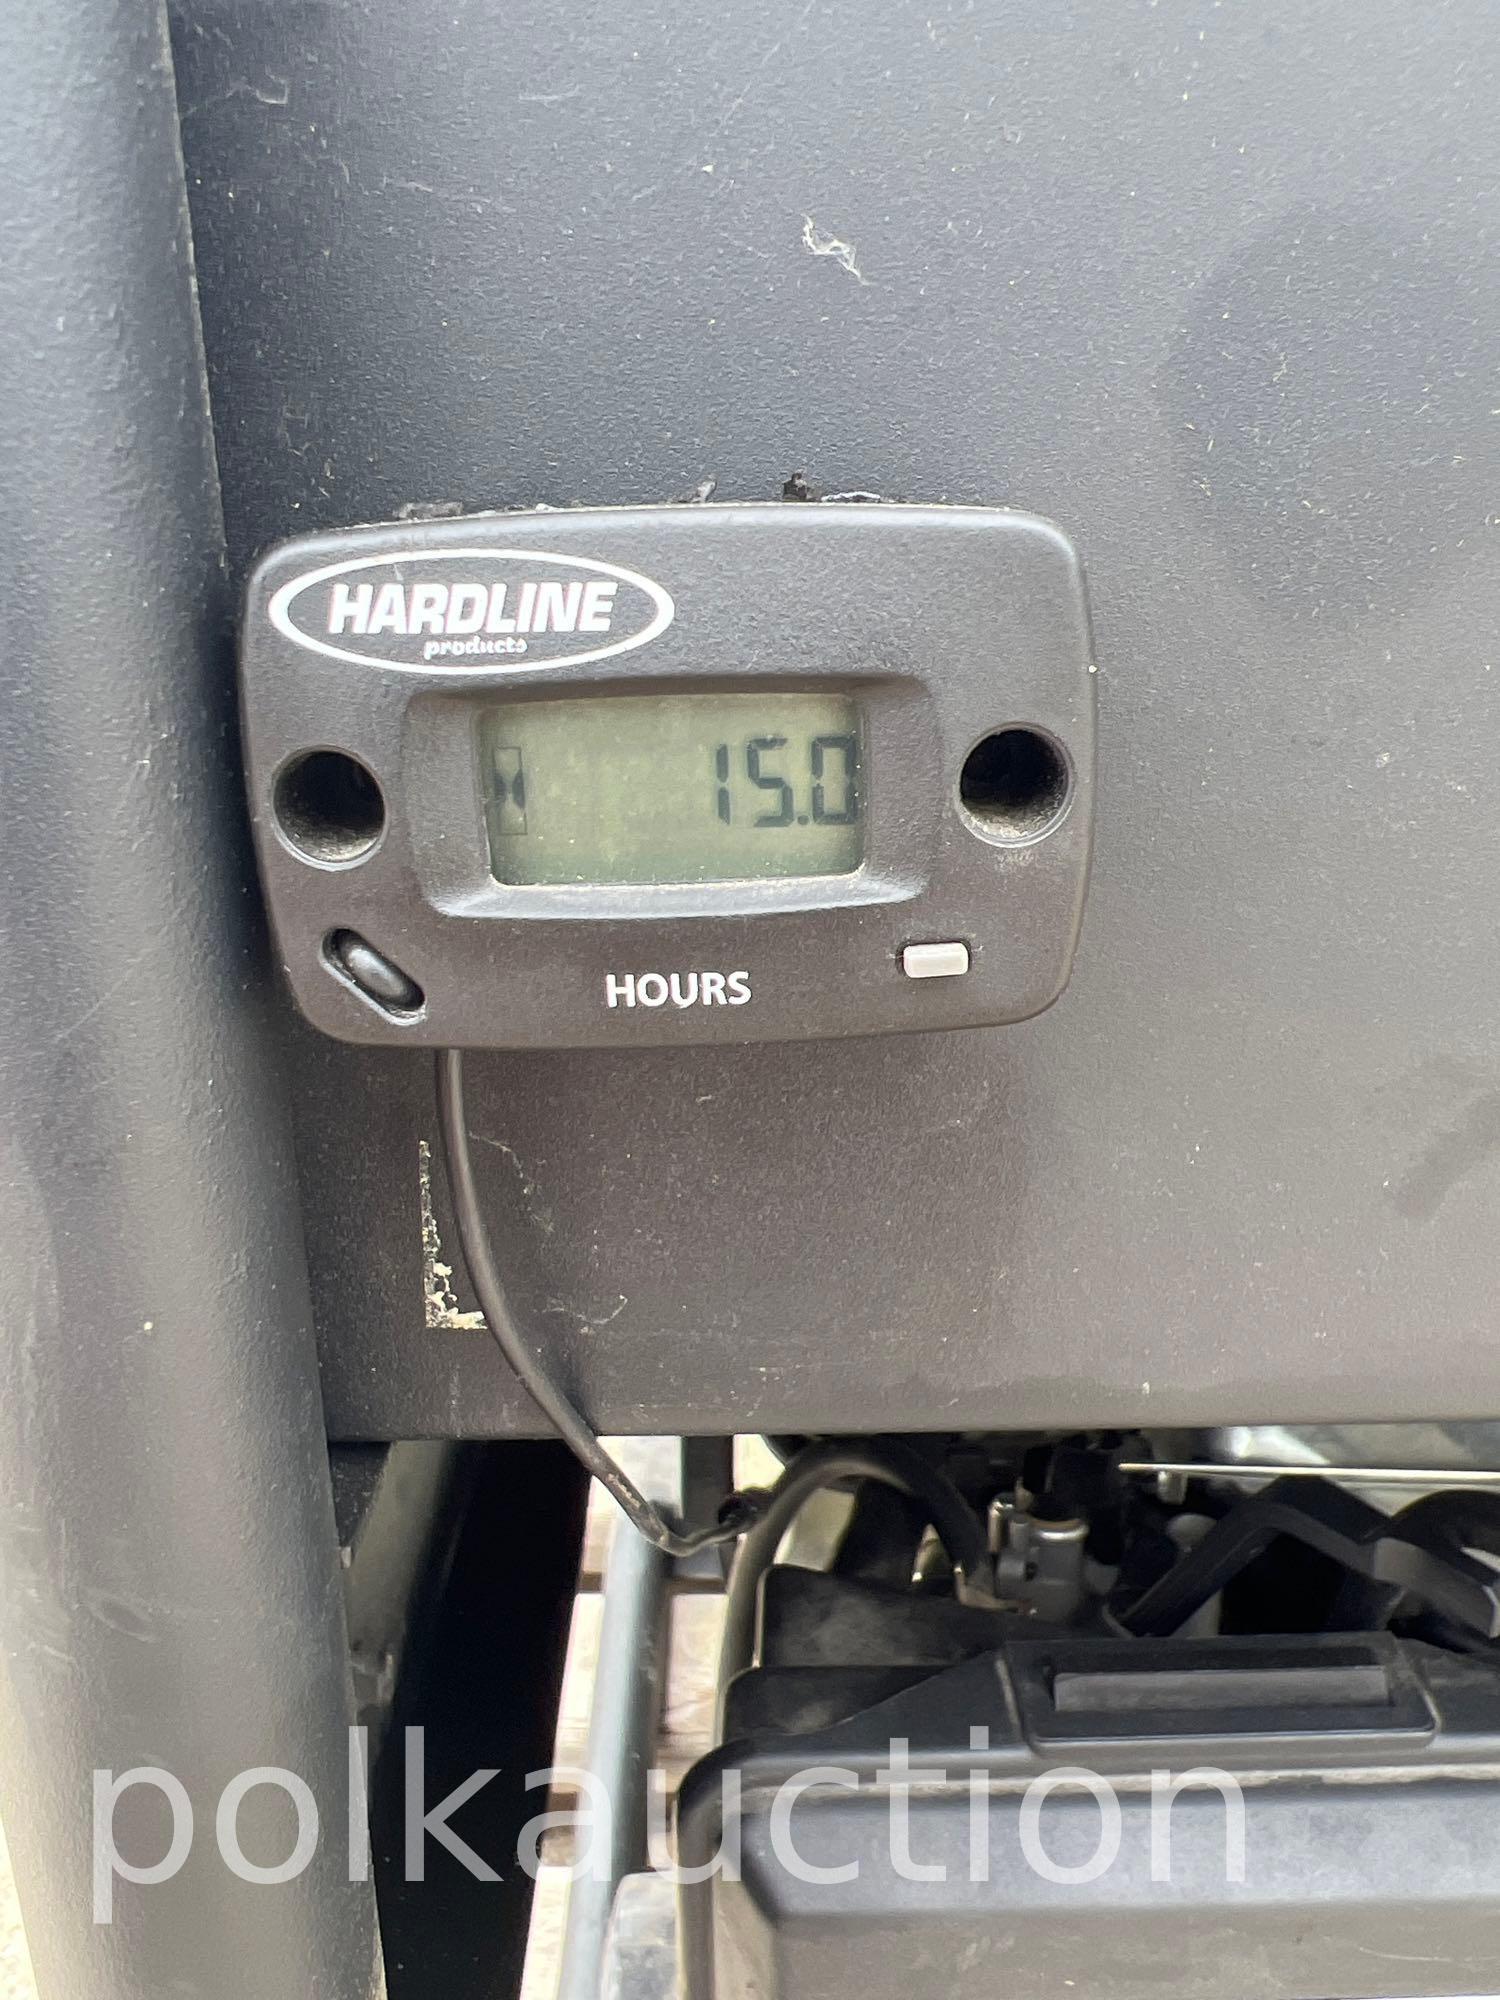 HARDLINE
products
15.0
HOURS
polkauction